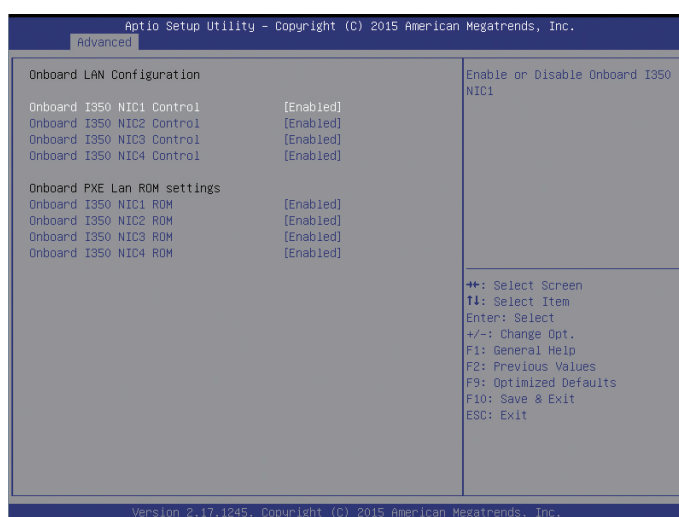 Aptio Setup Utility – Copyright (C) 2015 American Megatrends, Inc.
Advanced
Onboard LAN Configuration
Onboard I350 NIC1 Control [Enabled]
Onboard I350 NIC2 Control [Enabled]
Onboard I350 NIC3 Control [Enabled]
Onboard I350 NIC4 Control [Enabled]
Onboard PXE Lan ROM settings
Onboard I350 NIC1 ROM [Enabled]
Onboard I350 NIC2 ROM [Enabled]
Onboard I350 NIC3 ROM [Enabled]
Onboard I350 NIC4 ROM [Enabled]
Enable or Disable Onboard I350
NIC1
→←: Select Screen
↑↓: Select Item
Enter: Select
+/-: Change Opt.
F1: General Help
F2: Previous Values
F9: Optimized Defaults
F10: Save & Exit
ESC: Exit
Version 2.17.1245. Copyright (C) 2015 American Megatrends, Inc.